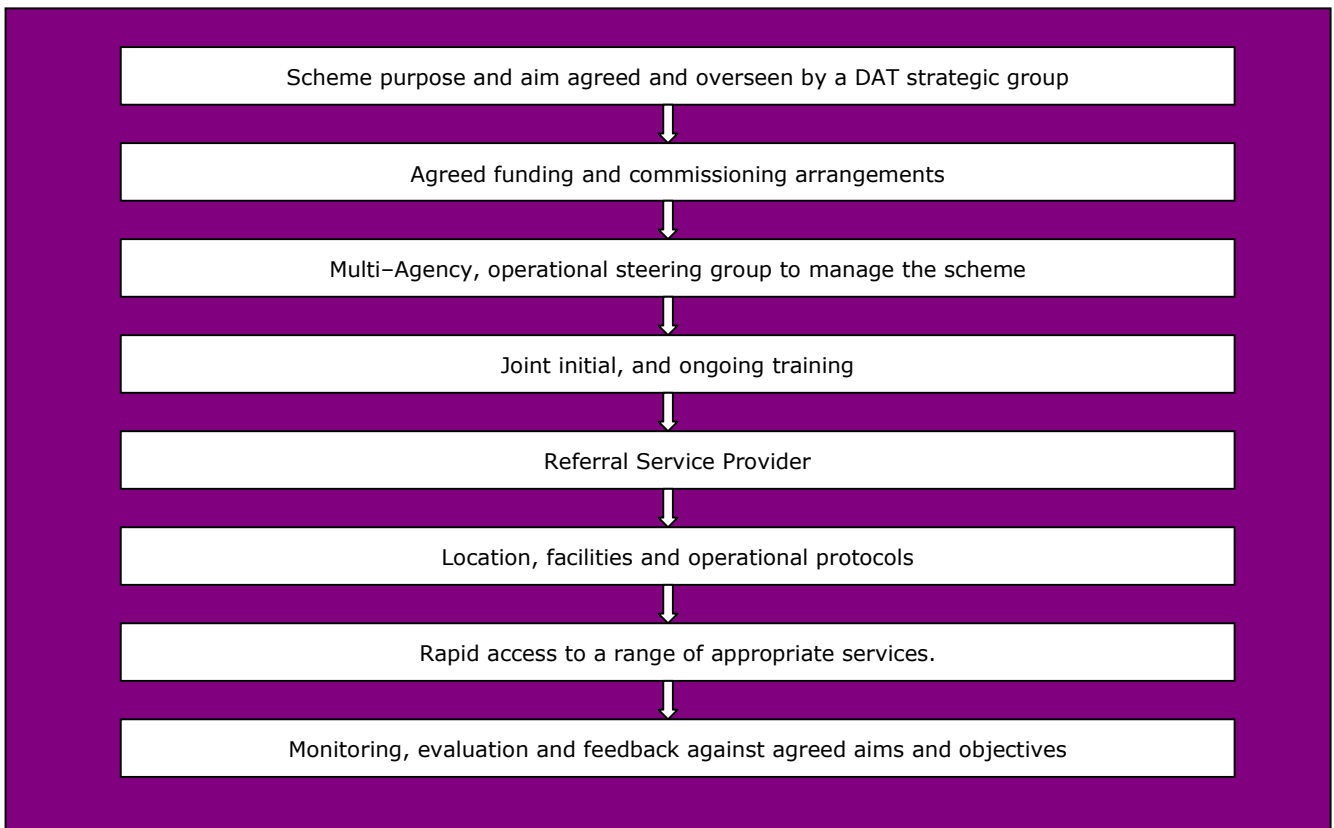 Scheme purpose and aim agreed and overseen by a DAT strategic group
Agreed funding and commissioning arrangements
Multi–Agency, operational steering group to manage the scheme
Joint initial, and ongoing training
Referral Service Provider
Location, facilities and operational protocols
Rapid access to a range of appropriate services.
Monitoring, evaluation and feedback against agreed aims and objectives